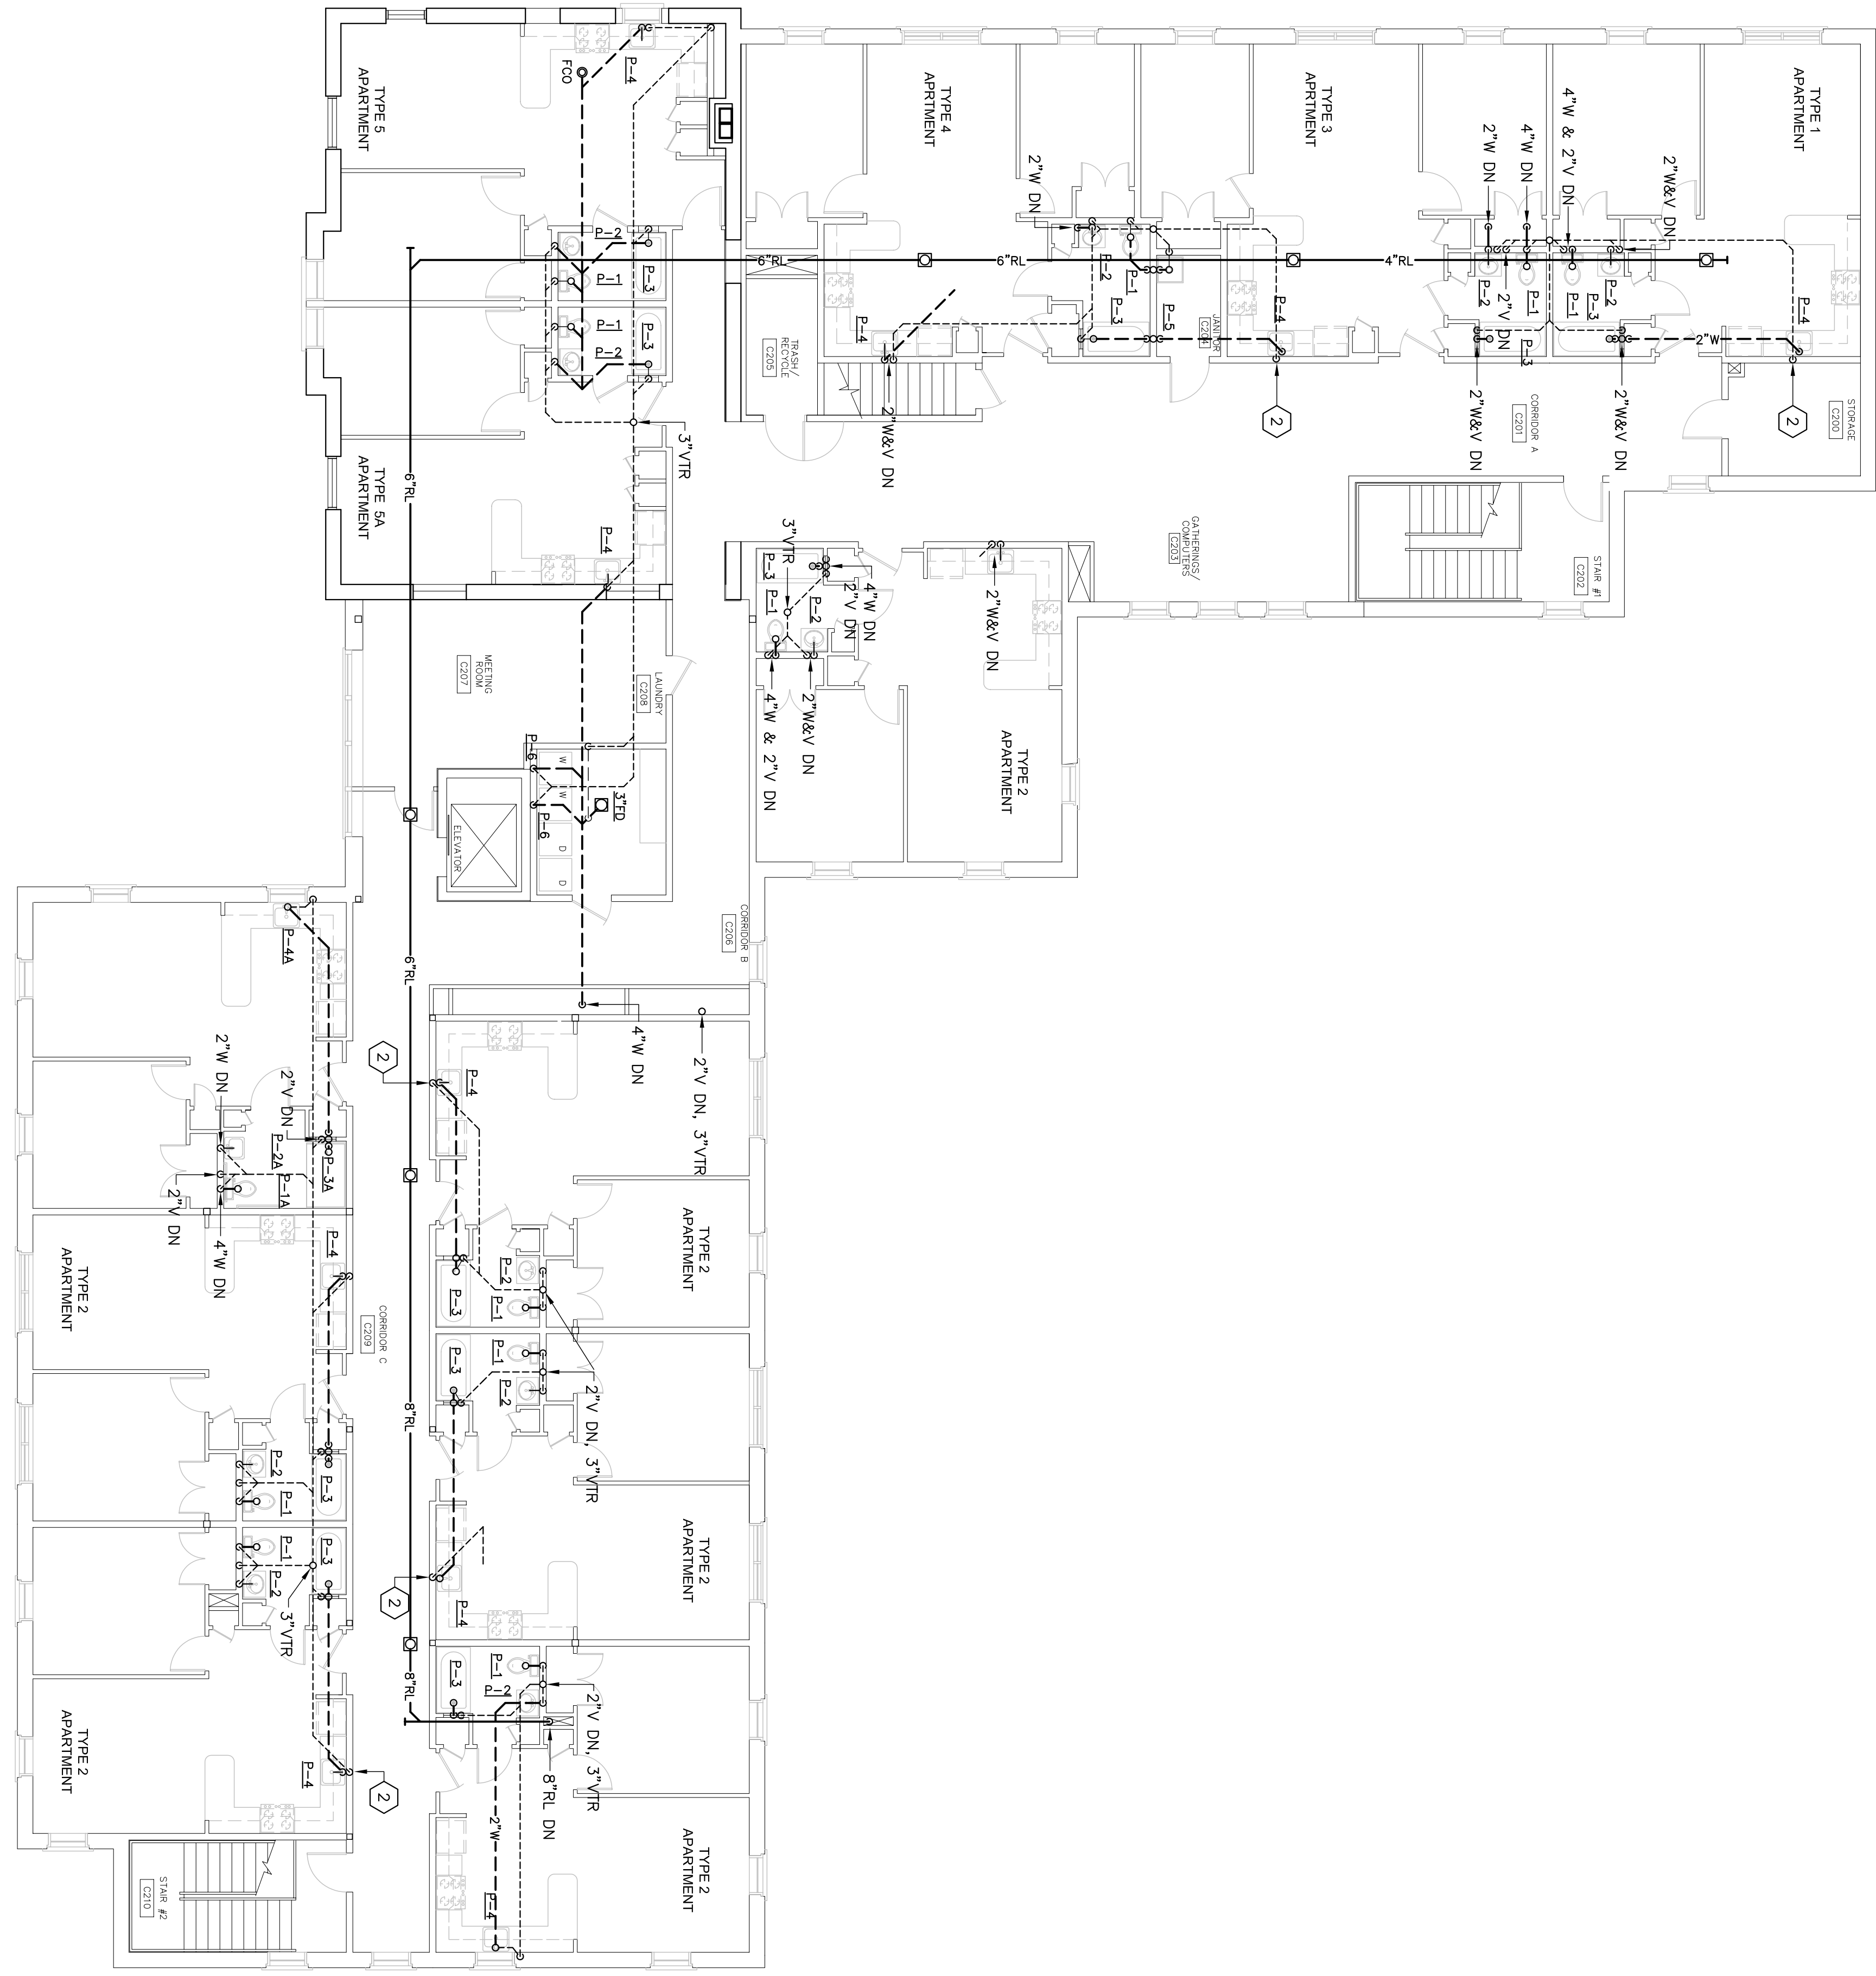 TYPE 5
APARTMENT
FCO
P-4
TYPE 4
APRTMENT
TYPE 3
APRTMENT
TYPE 1
APARTMENT
2"W DN
2"W DN
4"W DN
4"W & 2"V DN
2"W&V DN
P-2
P-1
P-3
P-1
P-2
P-3
P-2
P-1
P-3
P-5
JANITOR
C204
P-4
P-4
P-2
P-1
2"V DN
P-3
P-1
P-3
P-2
P-4
6"RL
6"RL
4"RL
2"W
TRASH/
RECYCLE
C205
2"W&V DN
2
2"W&V DN
CORRIDOR A
C201
2"W&V DN
2
STORAGE
C200
3"VTR
TYPE 5A
APARTMENT
6"RL
P-4
3"VTR
P-3
P-1
P-2
4"W DN
2"V DN
2"W&V DN
GATHERINGS/
COMPUTERS
C203
STAIR #1
C202
MEETING
ROOM
C207
LAUNDRY
C208
4"W & 2"V DN
2"W&V DN
TYPE 2
APARTMENT
P-6
W
W
D
D
P-6
3"FD
ELEVATOR
CORRIDOR B
C206
6"RL
P-4A
4"W DN
2"V DN, 3"VTR
2
P-4
2"W DN
2"V DN
P-2A
P-3A
P-1A
2"V DN
4"W DN
TYPE 2
APARTMENT
P-4
CORRIDOR C
C209
P-2
P-3
P-1
TYPE 2
APARTMENT
P-1
P-3
P-2
2"V DN, 3"VTR
8"RL
P-2
P-3
P-1
P-1
P-3
P-2
3"VTR
2
P-4
TYPE 2
APARTMENT
P-1
P-3
P-2
8"RL
2"V DN, 3"VTR
8"RL DN
TYPE 2
APARTMENT
P-4
2
2"W
P-4
TYPE 2
APARTMENT
STAIR #2
C210